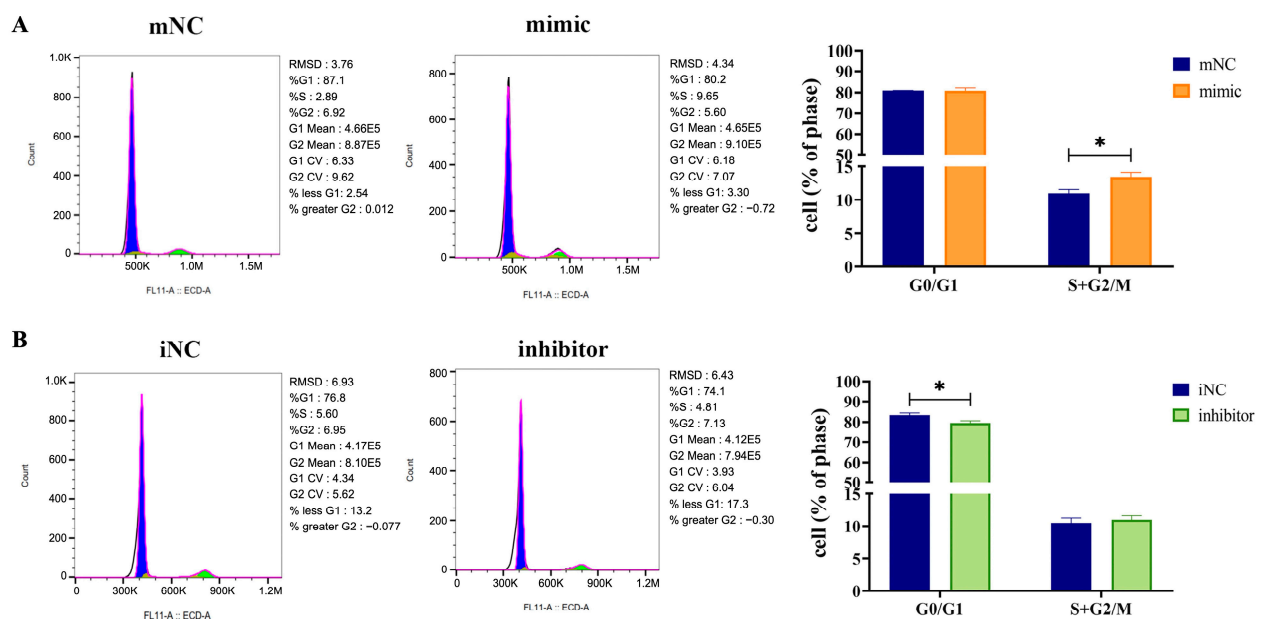 A
mNC
1.0K
800
600
400
200
0
Count
500K 1.0M 1.5M
FL11-A :: ECD-A
RMSD : 3.76
%G1 : 87.1
%S : 2.89
%G2 : 6.92
G1 Mean : 4.66E5
G2 Mean : 8.87E5
G1 CV : 6.33
G2 CV : 9.62
% less G1 : 2.54
% greater G2 : 0.012
mimic
800
600
400
200
0
Count
500K 1.0M 1.5M
FL11-A :: ECD-A
RMSD : 4.34
%G1 : 80.2
%S : 9.65
%G2 : 5.60
G1 Mean : 4.65E5
G2 Mean : 9.10E5
G1 CV : 6.18
G2 CV : 7.07
% less G1 : 3.30
% greater G2 : −0.72
cell (% of phase)
100
90
80
70
60
50
15
10
5
0
*
G0/G1 S+G2/M
mNC
mimic
B
iNC
1.0K
800
600
400
200
0
Count
0 300K 600K 900K 1.2M
FL11-A :: ECD-A
RMSD : 6.93
%G1 : 76.8
%S : 5.60
%G2 : 6.95
G1 Mean : 4.17E5
G2 Mean : 8.10E5
G1 CV : 4.34
G2 CV : 5.62
% less G1 : 13.2
% greater G2 : −0.077
inhibitor
800
600
400
200
0
Count
0 300K 600K 900K 1.2M
FL11-A :: ECD-A
RMSD : 6.43
%G1 : 74.1
%S : 4.81
%G2 : 7.13
G1 Mean : 4.12E5
G2 Mean : 7.94E5
G1 CV : 3.93
G2 CV : 6.04
% less G1: 17.3
% greater G2 : −0.30
cell (% of phase)
100
90
80
70
60
50
15
10
5
0
*
G0/G1 S+G2/M
iNC
inhibitor